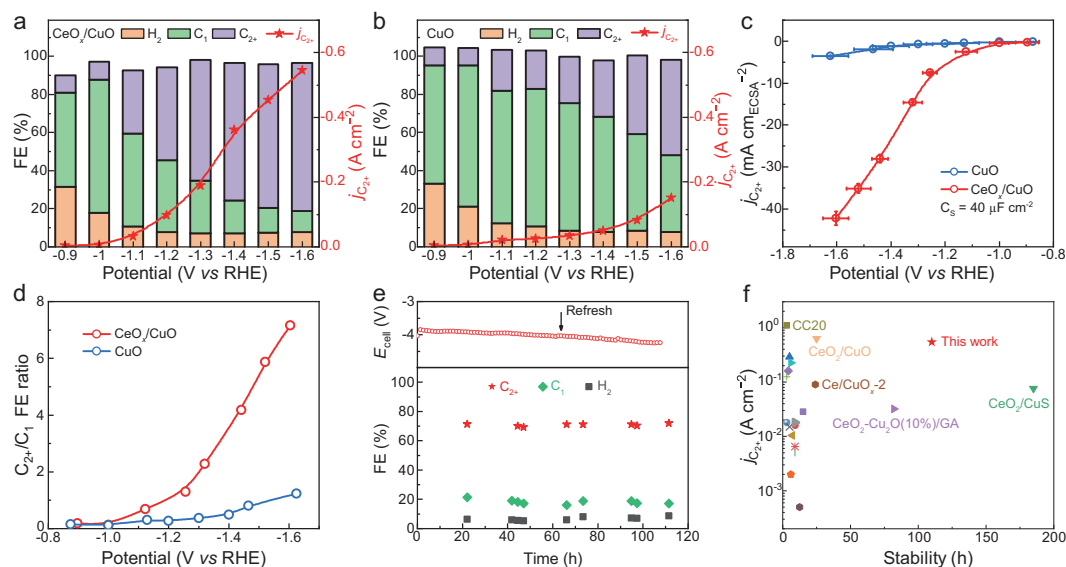 a
CeOx/CuO H2 C1 C2+ jC2+
FE (%)
100
80
60
40
20
0
-0.6
-0.4
-0.2
0.0
jC2+ (A cm-2)
-0.9 -1 -1.1 -1.2 -1.3 -1.4 -1.5 -1.6
Potential (V vs RHE)
b
CuO H2 C1 C2+ jC2+
FE (%)
100
80
60
40
20
0
-0.6
-0.4
-0.2
0.0
jC2+ (A cm-2)
-0.9 -1 -1.1 -1.2 -1.3 -1.4 -1.5 -1.6
Potential (V vs RHE)
c
jC2+ (mA cmECSA-2)
0
-10
-20
-30
-40
CuO
CeOx/CuO
CS = 40 μF cm-2
-1.8 -1.6 -1.4 -1.2 -1.0 -0.8
Potential (V vs RHE)
d
C2+/C1 FE ratio
8
6
4
2
0
CeOx/CuO
CuO
-0.8 -1.0 -1.2 -1.4 -1.6
Potential (V vs RHE)
e
Ecell (V)
-3
-4
Refresh
C2+ C1 H2
FE (%)
100
80
60
40
20
0
0 20 40 60 80 100 120
Time (h)
f
jC2+ (A cm-2)
100
10-1
10-2
10-3
CC20
CeO2/CuO
This work
Ce/CuOx-2
CeO2/CuS
CeO2-Cu2O(10%)/GA
0 50 100 150 200
Stability (h)